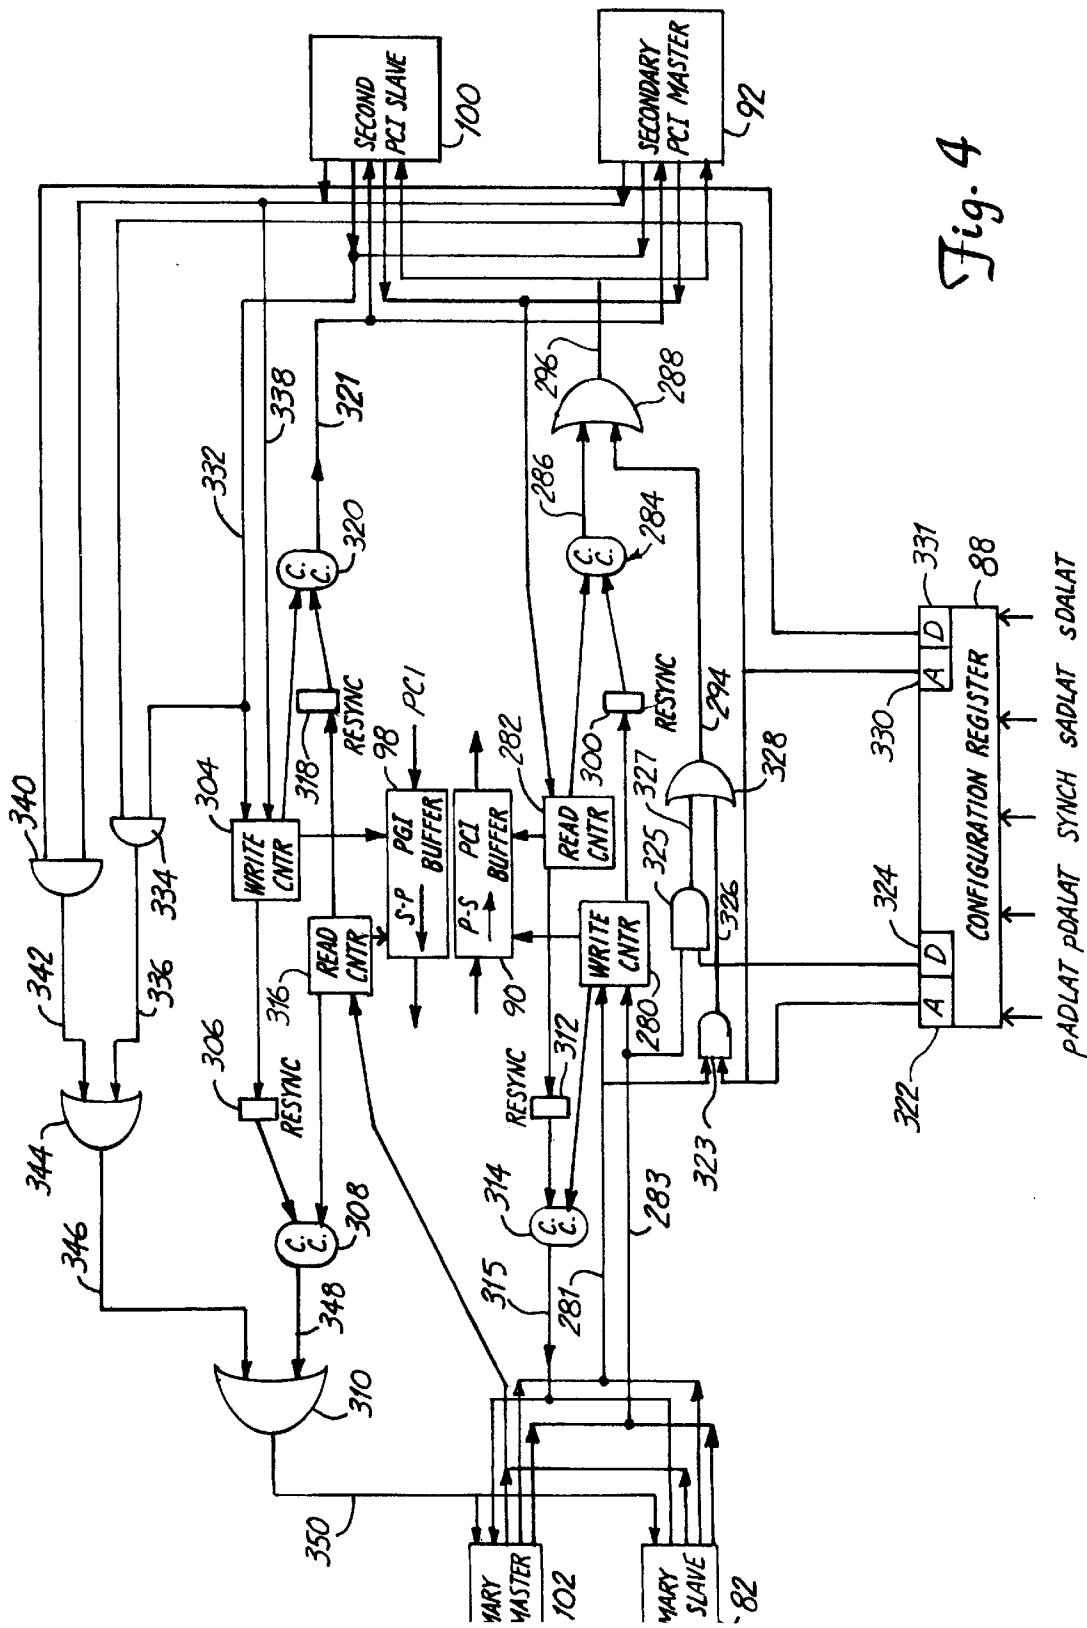 SECOND
PCI SLAVE
100
SECONDARY
PCI MASTER
92
Fig. 4
332
338
321
296
288
286
C.
C.
320
C.
C.
284
340
334
304
WRITE
CNTR
318
RESYNC
98
PCI
PGI
BUFFER
S-P
PCI
BUFFER
P-S
90
282
READ
CNTR
300
RESYNC
294
327
325
328
326
342
336
316
READ
CNTR
WRITE
CNTR
280
306
RESYNC
RESYNC
312
323
344
346
C.
C.
308
348
C.
C.
314
315
281
283
310
350
MARY
MASTER
102
MARY
SLAVE
82
322
A
D
324
330
A
D
331
CONFIGURATION REGISTER
88
PADLAT PDALAT SYNCH SADLAT SDALAT